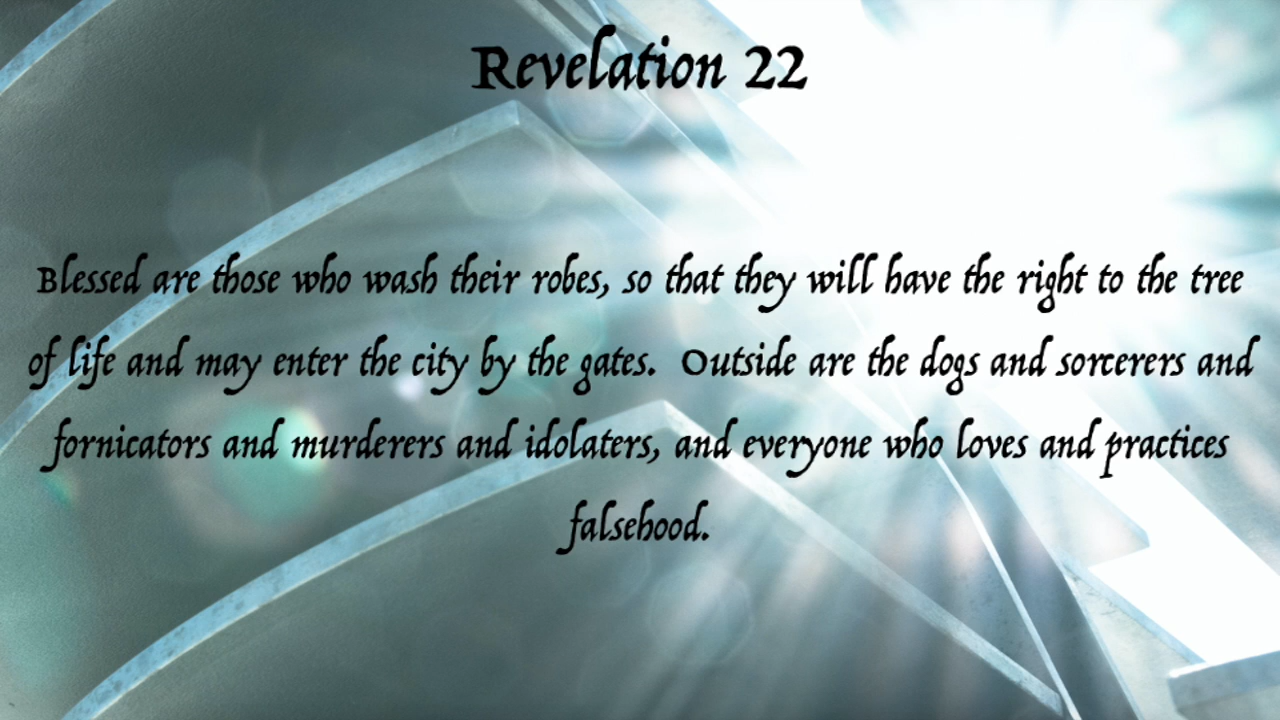 Revelation 22
Blessed are those who wash their robes, so that they will have the right to the tree
of life and may enter the city by the gates.  Outside are the dogs and sorcerers and
fornicators and murderers and idolaters, and everyone who loves and practices
falsehood.